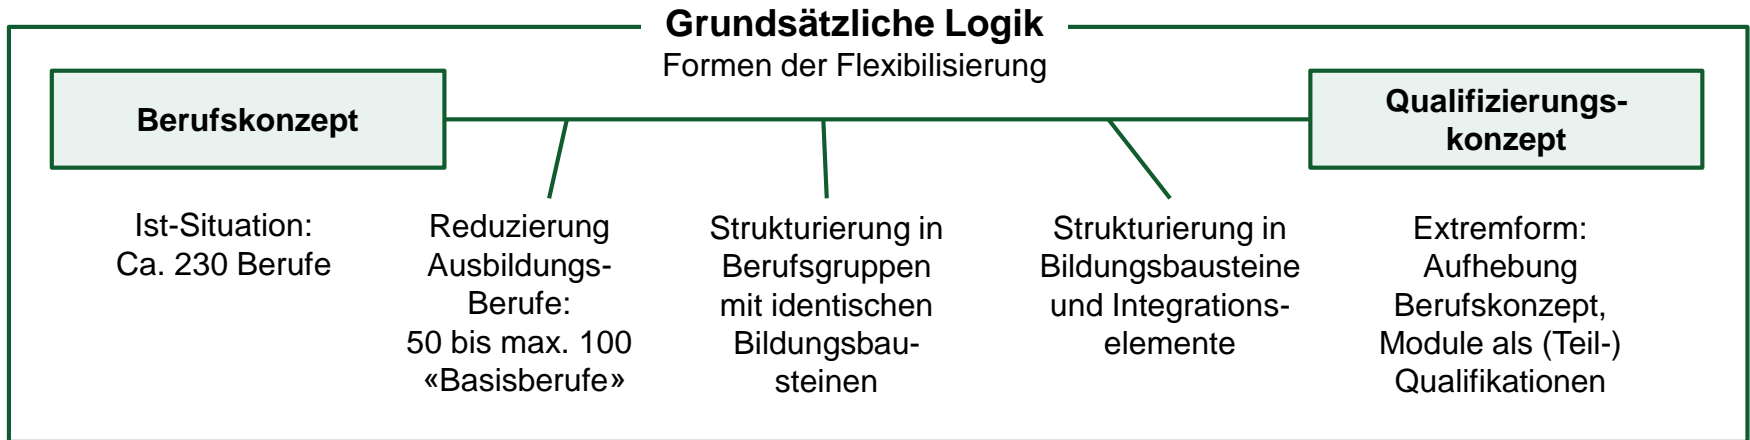 Grundsätzliche Logik
Formen der Flexibilisierung
Berufskonzept
Qualifizierungs-
konzept
Ist-Situation:
Ca. 230 Berufe
Reduzierung
Ausbildungs-
Berufe:
50 bis max. 100
«Basisberufe»
Strukturierung in
Berufsgruppen
mit identischen
Bildungsbau-
steinen
Strukturierung in
Bildungsbausteine
und Integrations-
elemente
Extremform:
Aufhebung
Berufskonzept,
Module als (Teil-)
Qualifikationen